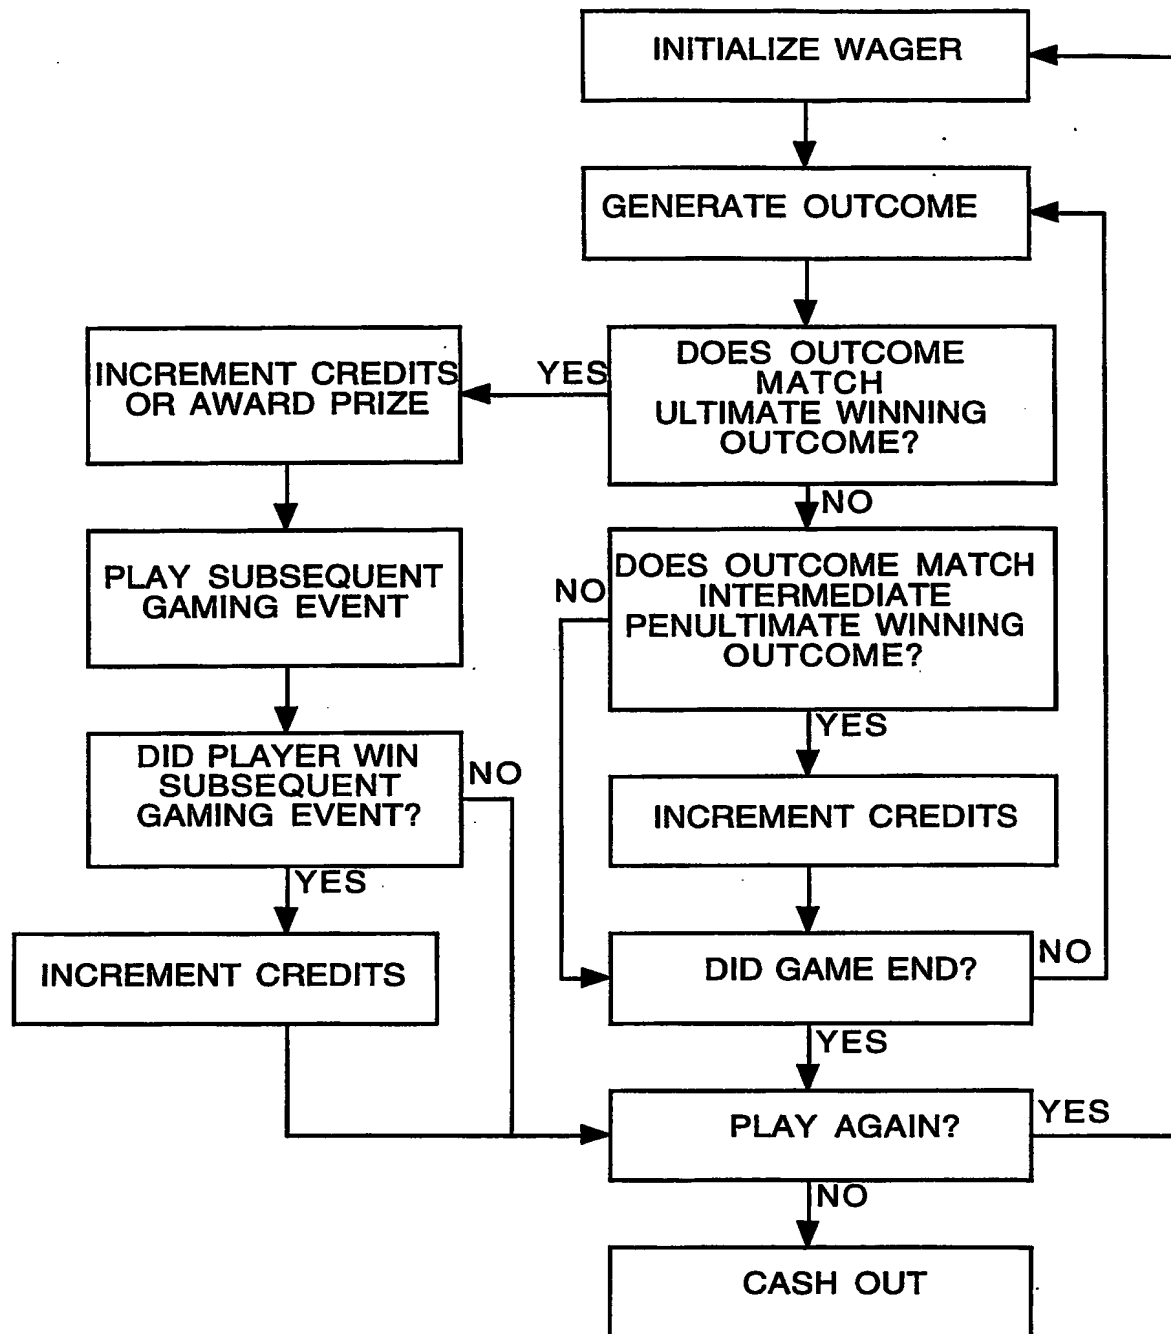 INITIALIZE WAGER
GENERATE OUTCOME
DOES OUTCOME
MATCH
ULTIMATE WINNING
OUTCOME?
YES
INCREMENT CREDITS
OR AWARD PRIZE
NO
PLAY SUBSEQUENT
GAMING EVENT
DOES OUTCOME MATCH
INTERMEDIATE
PENULTIMATE WINNING
OUTCOME?
NO
YES
DID PLAYER WIN
SUBSEQUENT
GAMING EVENT?
NO
YES
INCREMENT CREDITS
INCREMENT CREDITS
DID GAME END?
NO
YES
PLAY AGAIN?
YES
NO
CASH OUT